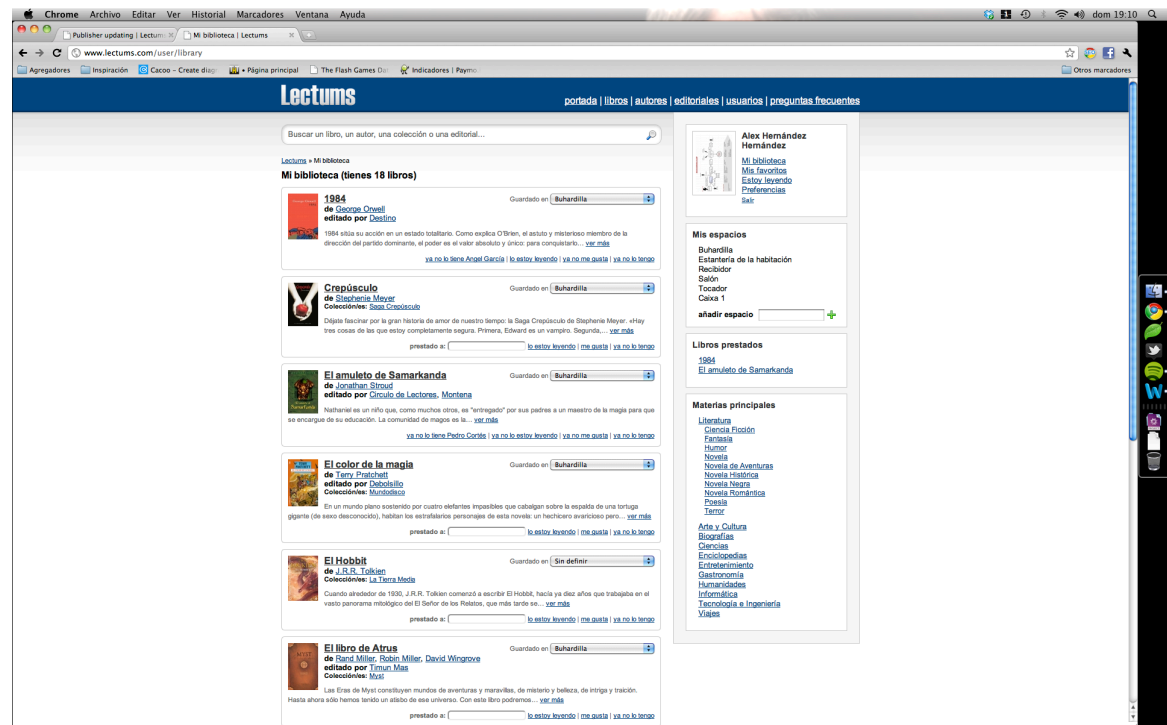 Chrome Archivo Editar Ver Historial Marcadores Ventana Ayuda
dom 19:10
Publisher updating | Lectum
Mi biblioteca | Lectums
www.lectums.com/user/library
Agregadores Inspiración Cacoo - Create diag Página principal The Flash Games Da Indicadores | Paymo
Otros marcadores
Lectums
portada | libros | autores | editoriales | usuarios | preguntas frecuentes
Buscar un libro, un autor, una colección o una editorial...
Lectums » Mi biblioteca
Mi biblioteca (tienes 18 libros)
1984
Guardado en Buhardilla
de George Orwell
editado por Destino
1984 sitúa su acción en un estado totalitario. Como explica O'Brien, el astuto y misterioso miembro de la
dirección del partido dominante, el poder es el valor absoluto y único: para conquistarlo... ver más
ya no lo tiene Angel García | lo estoy leyendo | ya no me gusta | ya no lo tengo
Crepúsculo
Guardado en Buhardilla
de Stephenie Meyer
Colección/es: Saga Crepúsculo
Déjate fascinar por la gran historia de amor de nuestro tiempo: la Saga Crepúsculo de Stephenie Meyer. «Hay
tres cosas de las que estoy completamente segura. Primera, Edward es un vampiro. Segunda,... ver más
prestado a: lo estoy leyendo | me gusta | ya no lo tengo
El amuleto de Samarkanda
Guardado en Buhardilla
de Jonathan Stroud
editado por Circulo de Lectores, Montena
Nathaniel es un niño que, como muchos otros, es "entregado" por sus padres a un maestro de la magia para que
se encargue de su educación. La comunidad de magos es la... ver más
ya no lo tiene Pedro Cortés | ya no lo estoy leyendo | ya no me gusta | ya no lo tengo
El color de la magia
Guardado en Buhardilla
de Terry Pratchett
editado por Debolsillo
Colección/es: Mundodisco
En un mundo plano sostenido por cuatro elefantes impasibles que cabalgan sobre la espalda de una tortuga
gigante (de sexo desconocido), habitan los estrafalarios personajes de esta novela: un hechicero avaricioso pero... ver más
prestado a: lo estoy leyendo | me gusta | ya no lo tengo
El Hobbit
Guardado en Sin definir
de J.R.R. Tolkien
Colección/es: La Tierra Media
Cuando alrededor de 1930, J.R.R. Tolkien comenzó a escribir El Hobbit, hacía ya diez años que trabajaba en el
vasto panorama mitológico del El Señor de los Relatos, que más tarde se... ver más
prestado a: lo estoy leyendo | me gusta | ya no lo tengo
El libro de Atrus
Guardado en Buhardilla
de Rand Miller, Robin Miller, David Wingrove
editado por Timun Mas
Colección/es: Myst
Las Eras de Myst constituyen mundos de aventuras y maravillas, de misterio y belleza, de intriga y traición.
Hasta ahora sólo hemos tenido un atisbo de ese universo. Con este libro podremos... ver más
prestado a: lo estoy leyendo | me gusta | ya no lo tengo
Alex Hernández
Hernández
Mi biblioteca
Mis favoritos
Estoy leyendo
Preferencias
Salir
Mis espacios
Buhardilla
Estantería de la habitación
Recibidor
Salón
Tocador
Caixa 1
añadir espacio
Libros prestados
1984
El amuleto de Samarkanda
Materias principales
Literatura
Ciencia Ficción
Fantasía
Humor
Novela
Novela de Aventuras
Novela Histórica
Novela Negra
Novela Romántica
Poesía
Terror
Arte y Cultura
Biografías
Ciencias
Enciclopedias
Entretenimiento
Gastronomía
Humanidades
Informática
Tecnología e Ingeniería
Viajes